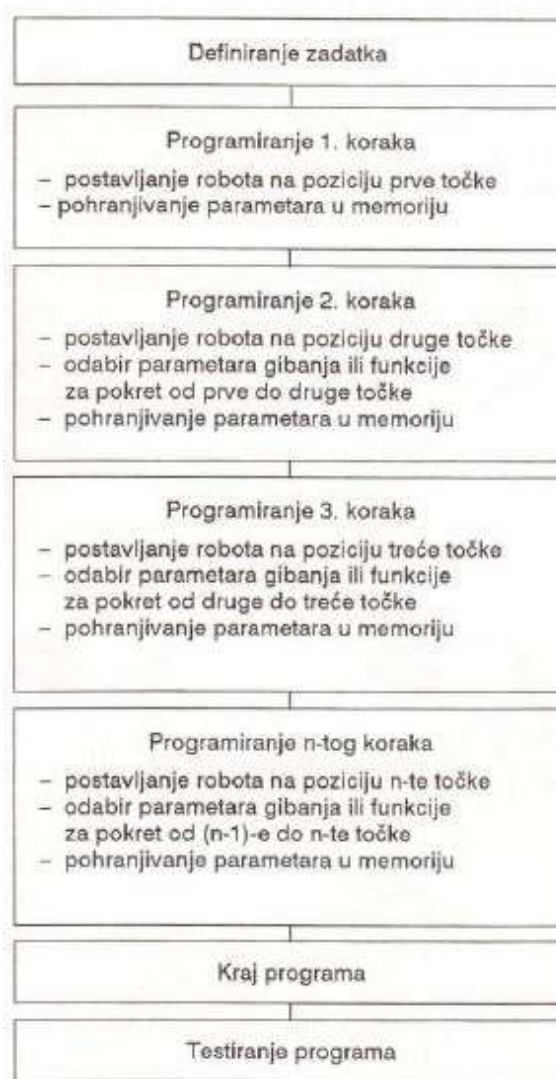 Definiranje zadatka
Programiranje 1. koraka
– postavljanje robota na poziciju prve točke
– pohranjivanje parametara u memoriju
Programiranje 2. koraka
– postavljanje robota na poziciju druge točke
– odabir parametara gibanja ili funkcije
za pokret od prve do druge točke
– pohranjivanje parametara u memoriju
Programiranje 3. koraka
– postavljanje robota na poziciju treće točke
– odabir parametara gibanja ili funkcije
za pokret od druge do treće točke
– pohranjivanje parametara u memoriju
Programiranje n-tog koraka
– postavljanje robota na poziciju n-te točke
– odabir parametara gibanja ili funkcije
za pokret od (n-1)-e do n-te točke
– pohranjivanje parametara u memoriju
Kraj programa
Testiranje programa